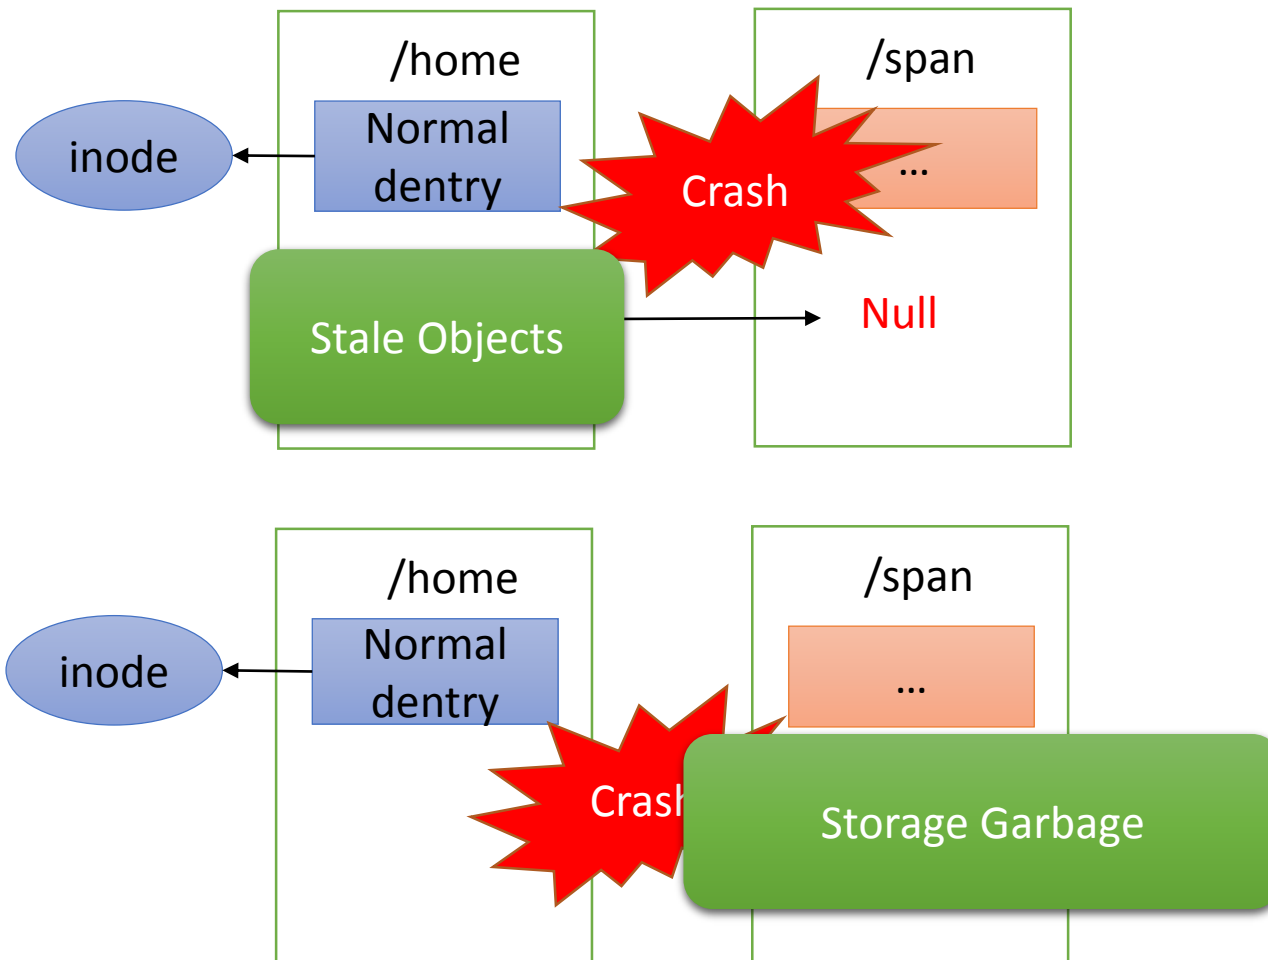 /home
/span
inode
Normal
dentry
Crash
...
Stale Objects
Null
/home
/span
inode
Normal
dentry
...
Crash
Storage Garbage